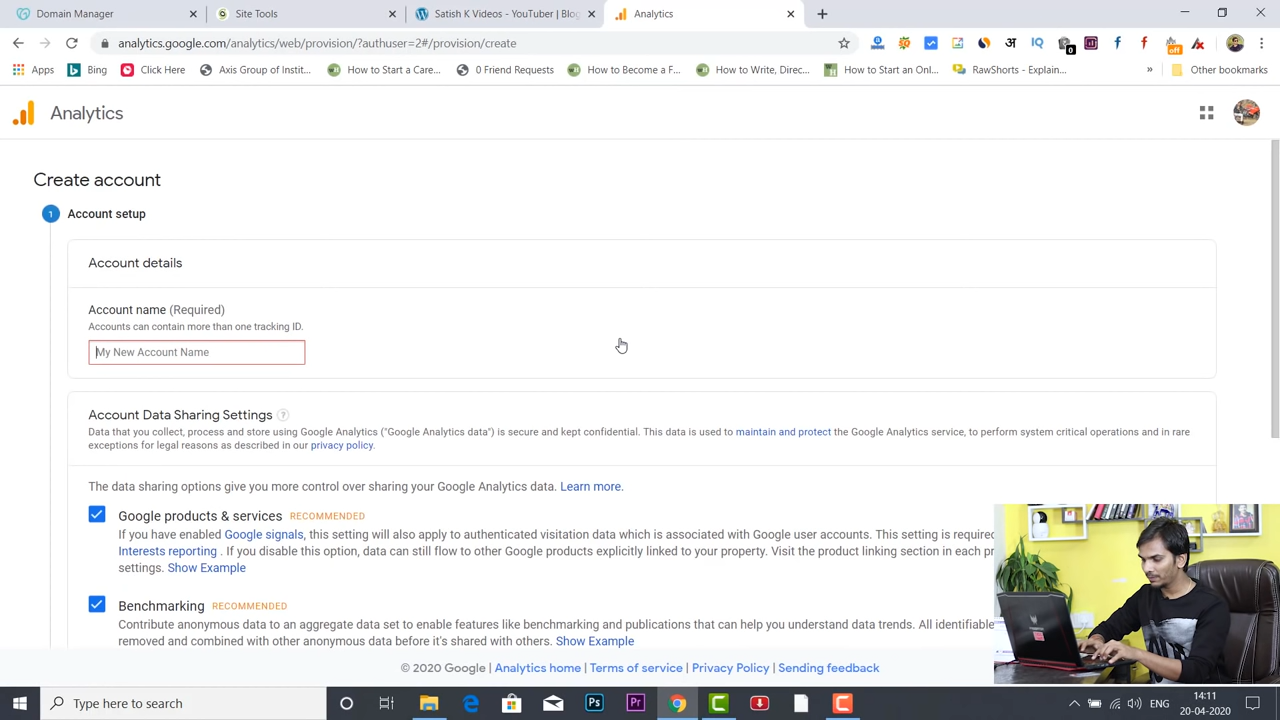 Domain Manager
Site Tools
Satish K Videos - YouTuber | Blog
Analytics
analytics.google.com/analytics/web/provision/?authuser=2#/provision/create
off
0
Apps
Bing
Click Here
Axis Group of Instit...
How to Start a Care...
0 Friend Requests
How to Become a F...
How to Write, Direc...
How to Start an Onl...
RawShorts - Explain...
»
Other bookmarks
Analytics
Create account
1 Account setup
Account details
Account name (Required)
Accounts can contain more than one tracking ID.
My New Account Name
Account Data Sharing Settings ?
Data that you collect, process and store using Google Analytics ("Google Analytics data") is secure and kept confidential. This data is used to maintain and protect the Google Analytics service, to perform system critical operations and in rare
exceptions for legal reasons as described in our privacy policy.
The data sharing options give you more control over sharing your Google Analytics data. Learn more.
Google products & services RECOMMENDED
If you have enabled Google signals, this setting will also apply to authenticated visitation data which is associated with Google user accounts. This setting is required
Interests reporting . If you disable this option, data can still flow to other Google products explicitly linked to your property. Visit the product linking section in each pr
settings. Show Example
Benchmarking RECOMMENDED
Contribute anonymous data to an aggregate data set to enable features like benchmarking and publications that can help you understand data trends. All identifiable
removed and combined with other anonymous data before it's shared with others. Show Example
© 2020 Google | Analytics home | Terms of service | Privacy Policy | Sending feedback
Type here to search
Ps
Pr
ENG
14:11
20-04-2020